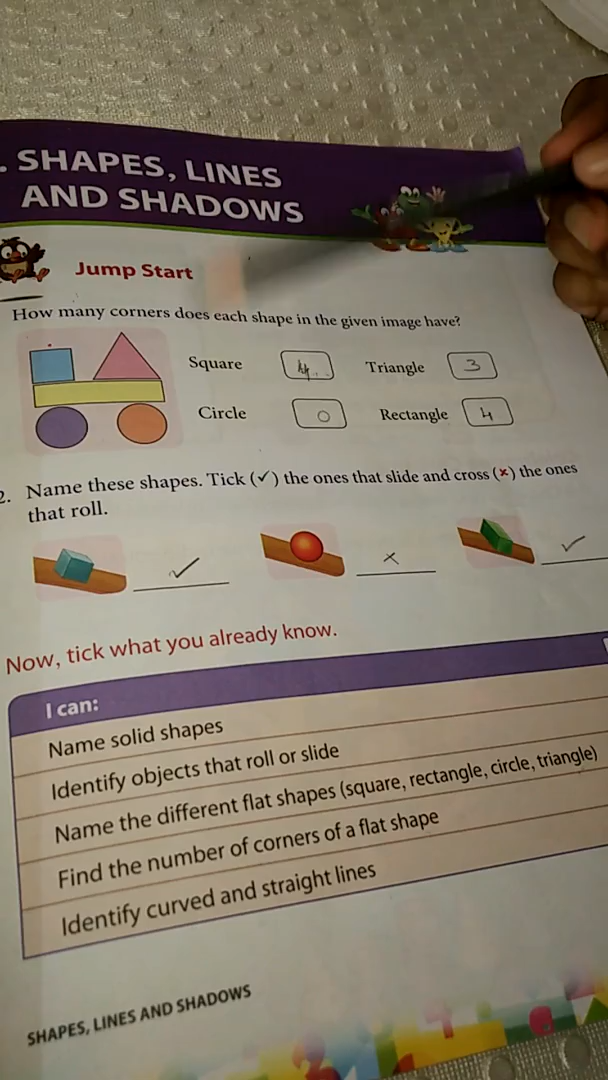 . SHAPES, LINES
AND SHADOWS
Jump Start
How many corners does each shape in the given image have?
Square 4 Triangle 3
Circle 0 Rectangle 4
2. Name these shapes. Tick (✓) the ones that slide and cross (×) the ones
that roll.
✓ × ✓
Now, tick what you already know.
I can:
Name solid shapes
Identify objects that roll or slide
Name the different flat shapes (square, rectangle, circle, triangle)
Find the number of corners of a flat shape
Identify curved and straight lines
SHAPES, LINES AND SHADOWS